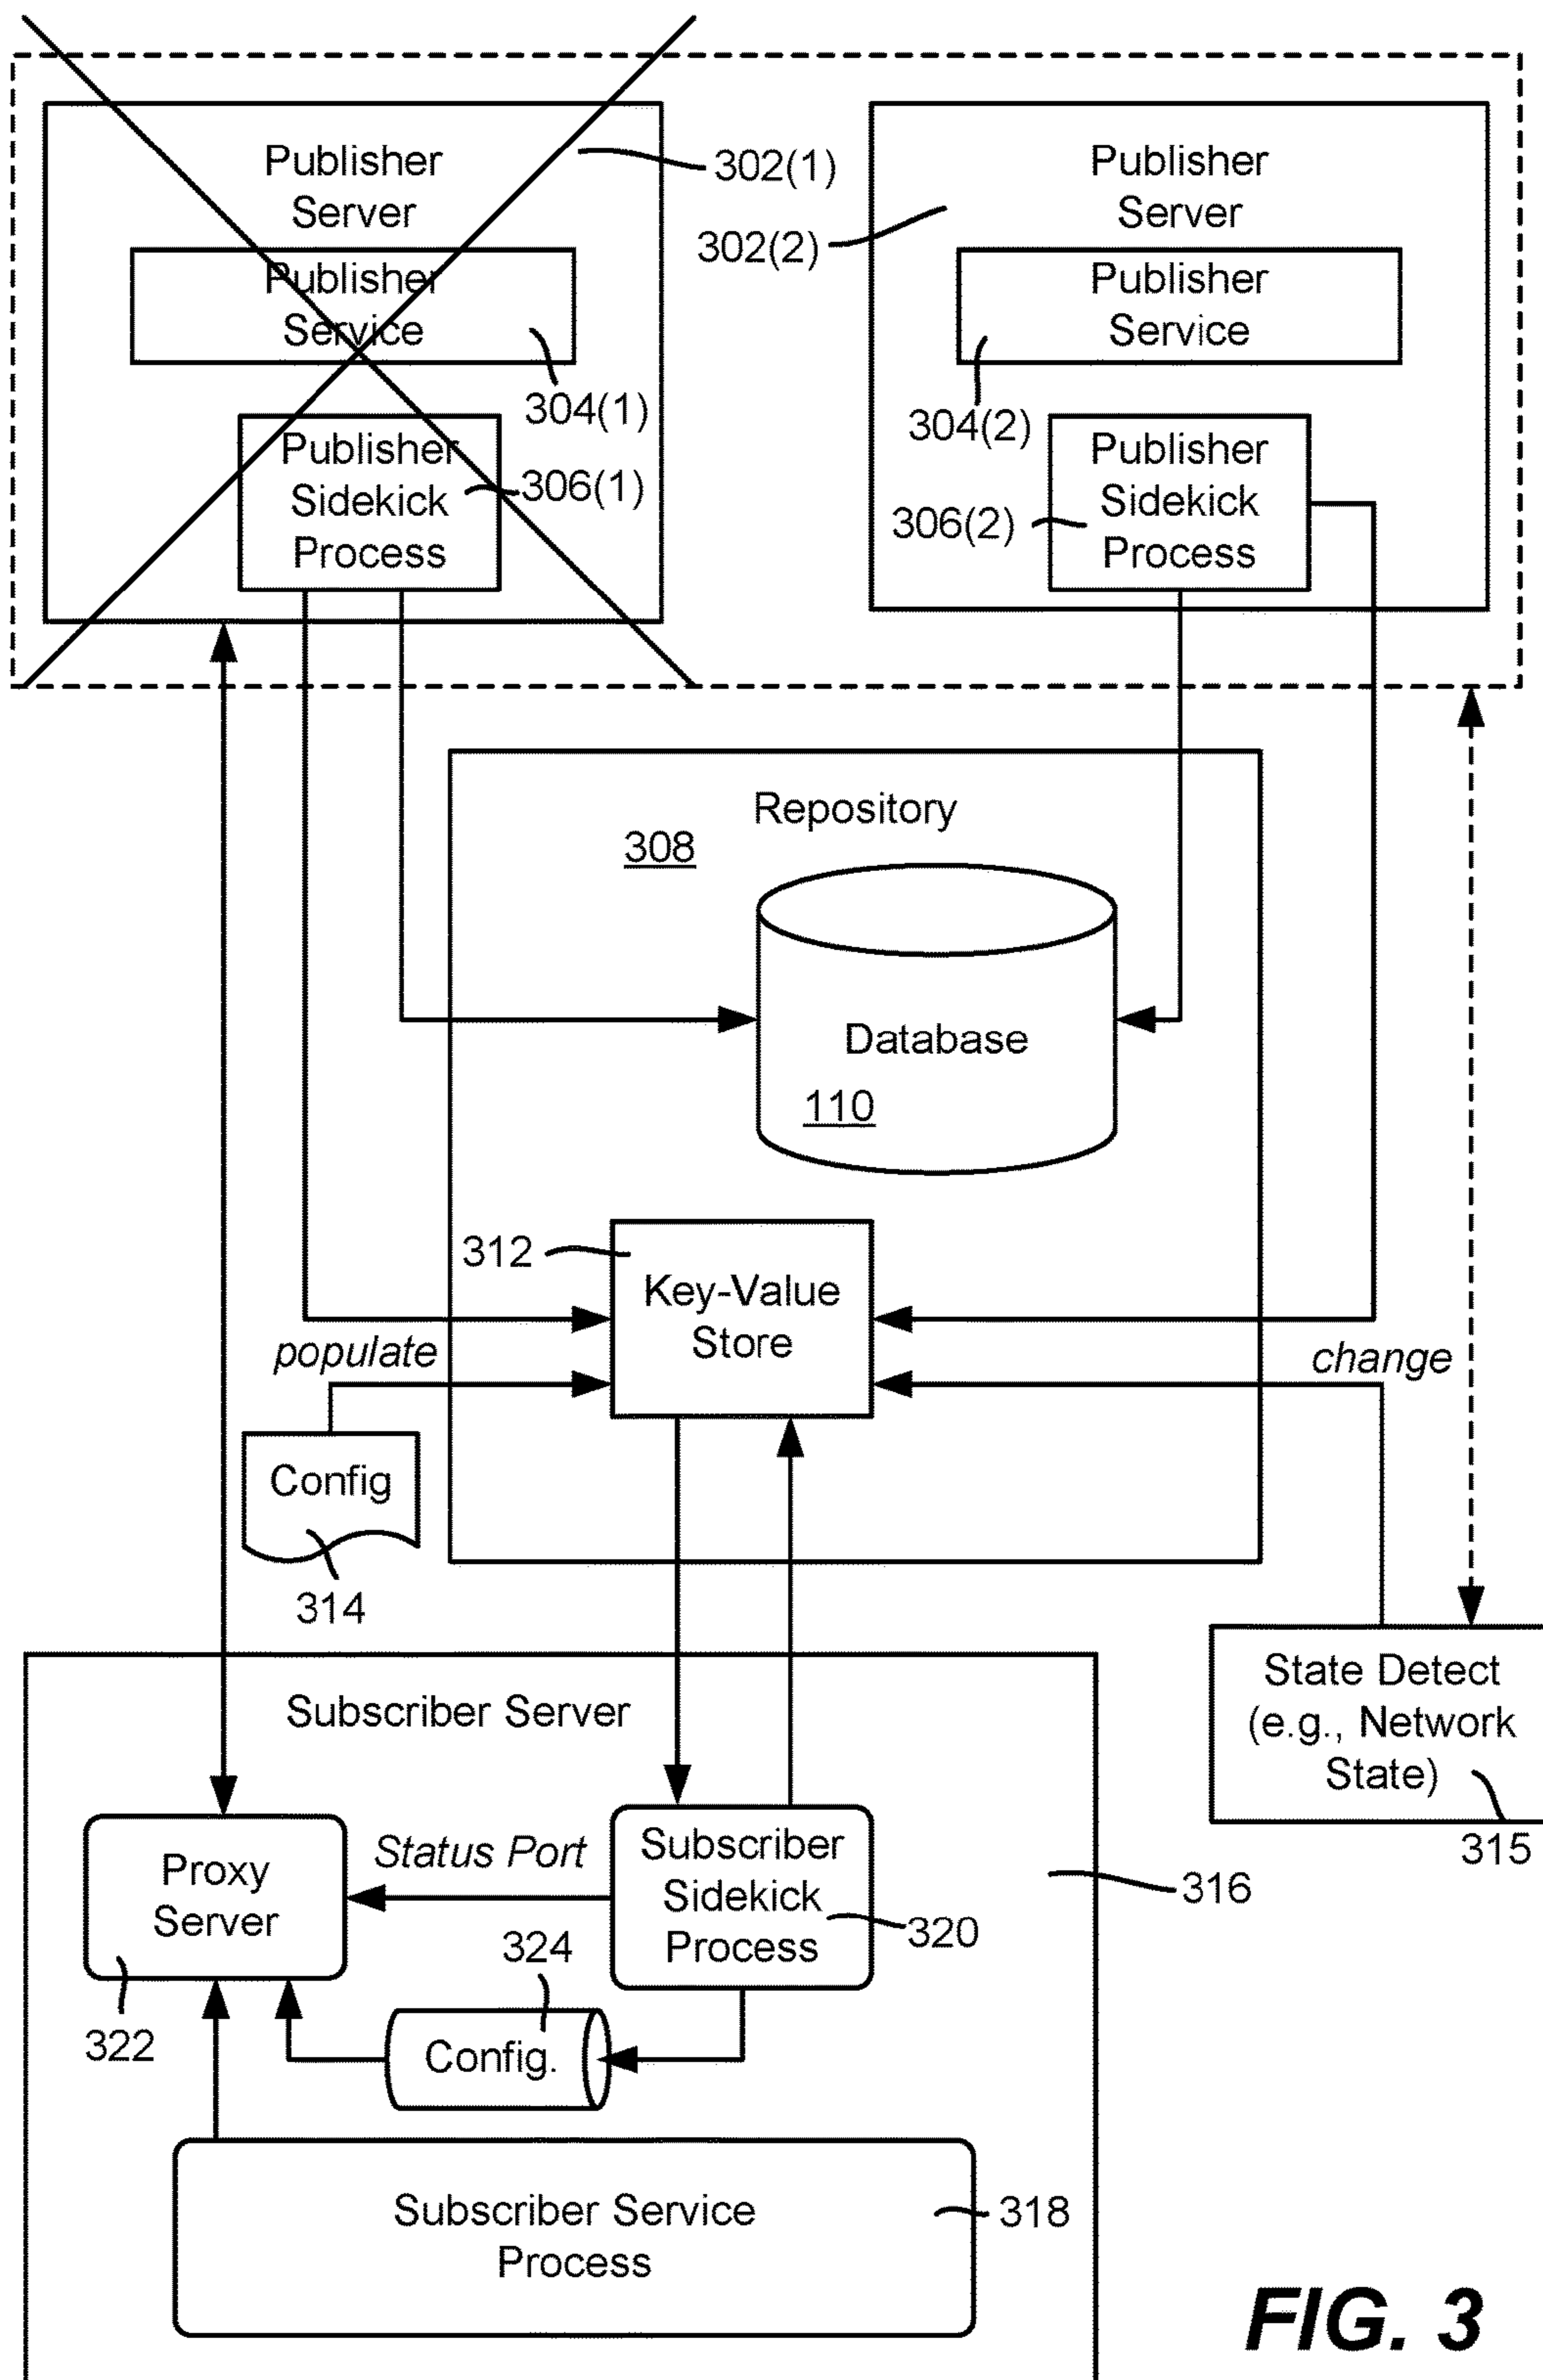 Publisher
Server
302(1)
Publisher
Service
304(1)
Publisher
Sidekick
Process
306(1)
Publisher
Server
302(2)
Publisher
Service
304(2)
Publisher
Sidekick
Process
306(2)
Repository
308
Database
110
312
Key-Value
Store
populate
change
Config
314
State Detect
(e.g., Network
State)
315
Subscriber Server
316
Proxy
Server
322
Status Port
Subscriber
Sidekick
Process
320
324
Config.
Subscriber Service
Process
318
FIG. 3